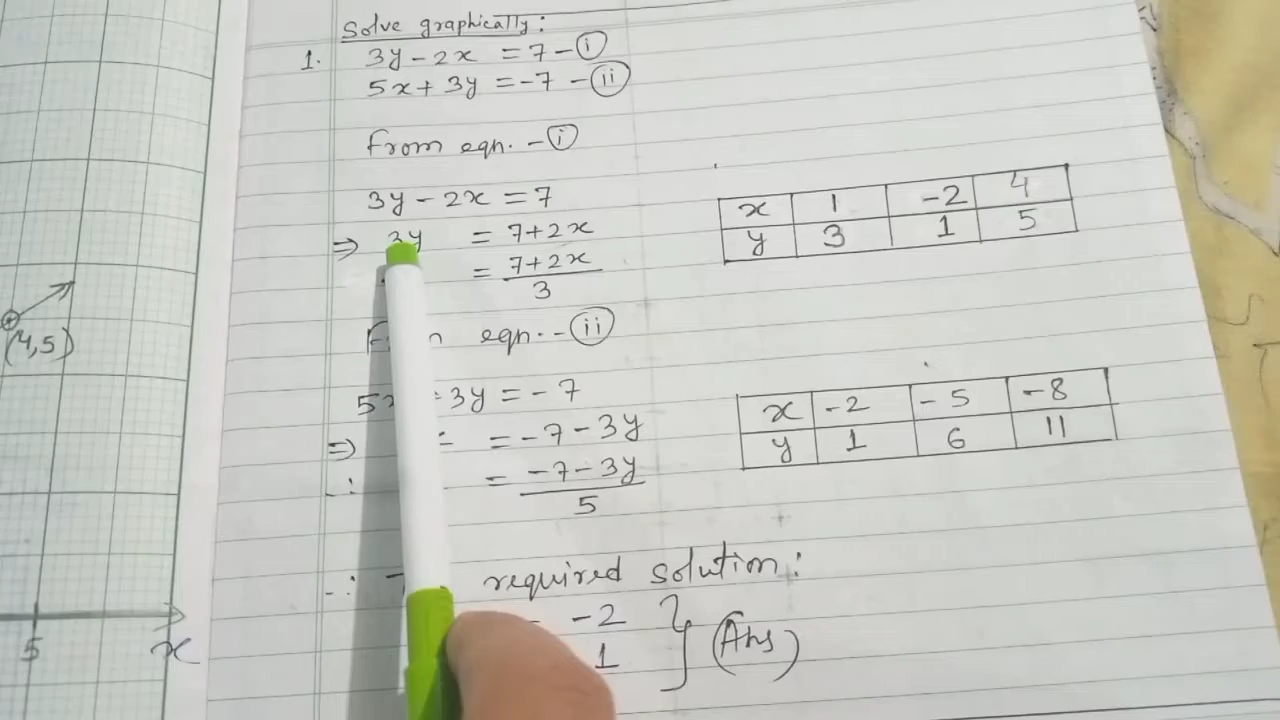 Solve graphically:
1. 3y - 2x = 7 - (i)
5x + 3y = -7 - (ii)
From eqn. - (i)
3y - 2x = 7
⇒ 3y = 7+2x
= 7+2x / 3
x 1 -2 4
y 3 1 5
eqn. - (ii)
5x 3y = -7
⇒ = -7 - 3y
∴ = -7-3y / 5
x -2 -5 -8
y 1 6 11
∴ required solution:
-2
1 } (Ans)
(4,5)
5 x